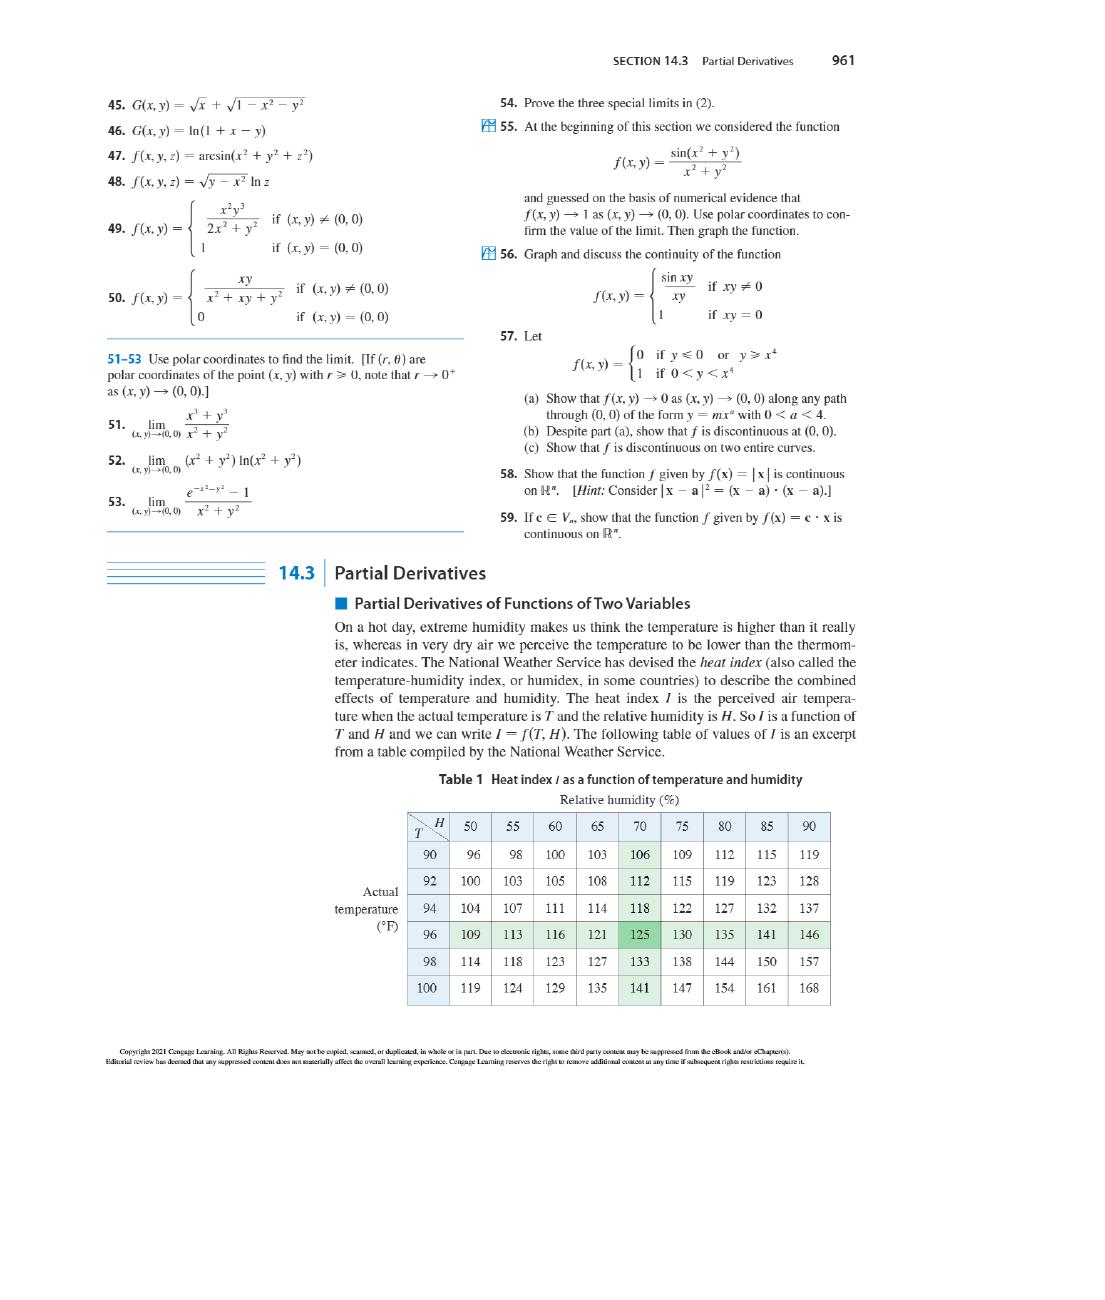 SECTION 14.3 Partial Derivatives 961
45. G(x, y) = √x + √(1 − x² − y²)
46. G(x, y) = ln(1 + x − y)
47. f(x, y, z) = arcsin(x² + y² + z²)
48. f(x, y, z) = √(y − x²) ln z
49. f(x, y) = { x²y³ / (2x² + y²) if (x, y) ≠ (0, 0)
1 if (x, y) = (0, 0)
50. f(x, y) = { xy / (x² + xy + y²) if (x, y) ≠ (0, 0)
0 if (x, y) = (0, 0)
51–53 Use polar coordinates to find the limit. [If (r, θ) are
polar coordinates of the point (x, y) with r ⩾ 0, note that r → 0⁺
as (x, y) → (0, 0).]
51. lim (x, y)→(0, 0) (x³ + y³) / (x² + y²)
52. lim (x, y)→(0, 0) (x² + y²) ln(x² + y²)
53. lim (x, y)→(0, 0) (e^(−x²−y²) − 1) / (x² + y²)
54. Prove the three special limits in (2).
55. At the beginning of this section we considered the function
f(x, y) = sin(x² + y²) / (x² + y²)
and guessed on the basis of numerical evidence that
f(x, y) → 1 as (x, y) → (0, 0). Use polar coordinates to con-
firm the value of the limit. Then graph the function.
56. Graph and discuss the continuity of the function
f(x, y) = { sin xy / xy if xy ≠ 0
1 if xy = 0
57. Let
f(x, y) = { 0 if y ⩽ 0 or y ⩾ x⁴
1 if 0 < y < x⁴
(a) Show that f(x, y) → 0 as (x, y) → (0, 0) along any path
through (0, 0) of the form y = mxᵃ with 0 < a < 4.
(b) Despite part (a), show that f is discontinuous at (0, 0).
(c) Show that f is discontinuous on two entire curves.
58. Show that the function f given by f(x) = |x| is continuous
on ℝⁿ. [Hint: Consider |x − a|² = (x − a) · (x − a).]
59. If c ∈ Vₙ, show that the function f given by f(x) = c · x is
continuous on ℝⁿ.
14.3 Partial Derivatives
Partial Derivatives of Functions of Two Variables
On a hot day, extreme humidity makes us think the temperature is higher than it really
is, whereas in very dry air we perceive the temperature to be lower than the thermom-
eter indicates. The National Weather Service has devised the heat index (also called the
temperature-humidity index, or humidex, in some countries) to describe the combined
effects of temperature and humidity. The heat index I is the perceived air tempera-
ture when the actual temperature is T and the relative humidity is H. So I is a function of
T and H and we can write I = f(T, H). The following table of values of I is an excerpt
from a table compiled by the National Weather Service.
Table 1 Heat index I as a function of temperature and humidity
Relative humidity (%)
T H 50 55 60 65 70 75 80 85 90
90 96 98 100 103 106 109 112 115 119
92 100 103 105 108 112 115 119 123 128
94 104 107 111 114 118 122 127 132 137
96 109 113 116 121 125 130 135 141 146
98 114 118 123 127 133 138 144 150 157
100 119 124 129 135 141 147 154 161 168
Actual
temperature
(°F)
Copyright 2021 Cengage Learning. All Rights Reserved. May not be copied, scanned, or duplicated, in whole or in part. Due to electronic rights, some third party content may be suppressed from the eBook and/or eChapter(s).
Editorial review has deemed that any suppressed content does not materially affect the overall learning experience. Cengage Learning reserves the right to remove additional content at any time if subsequent rights restrictions require it.